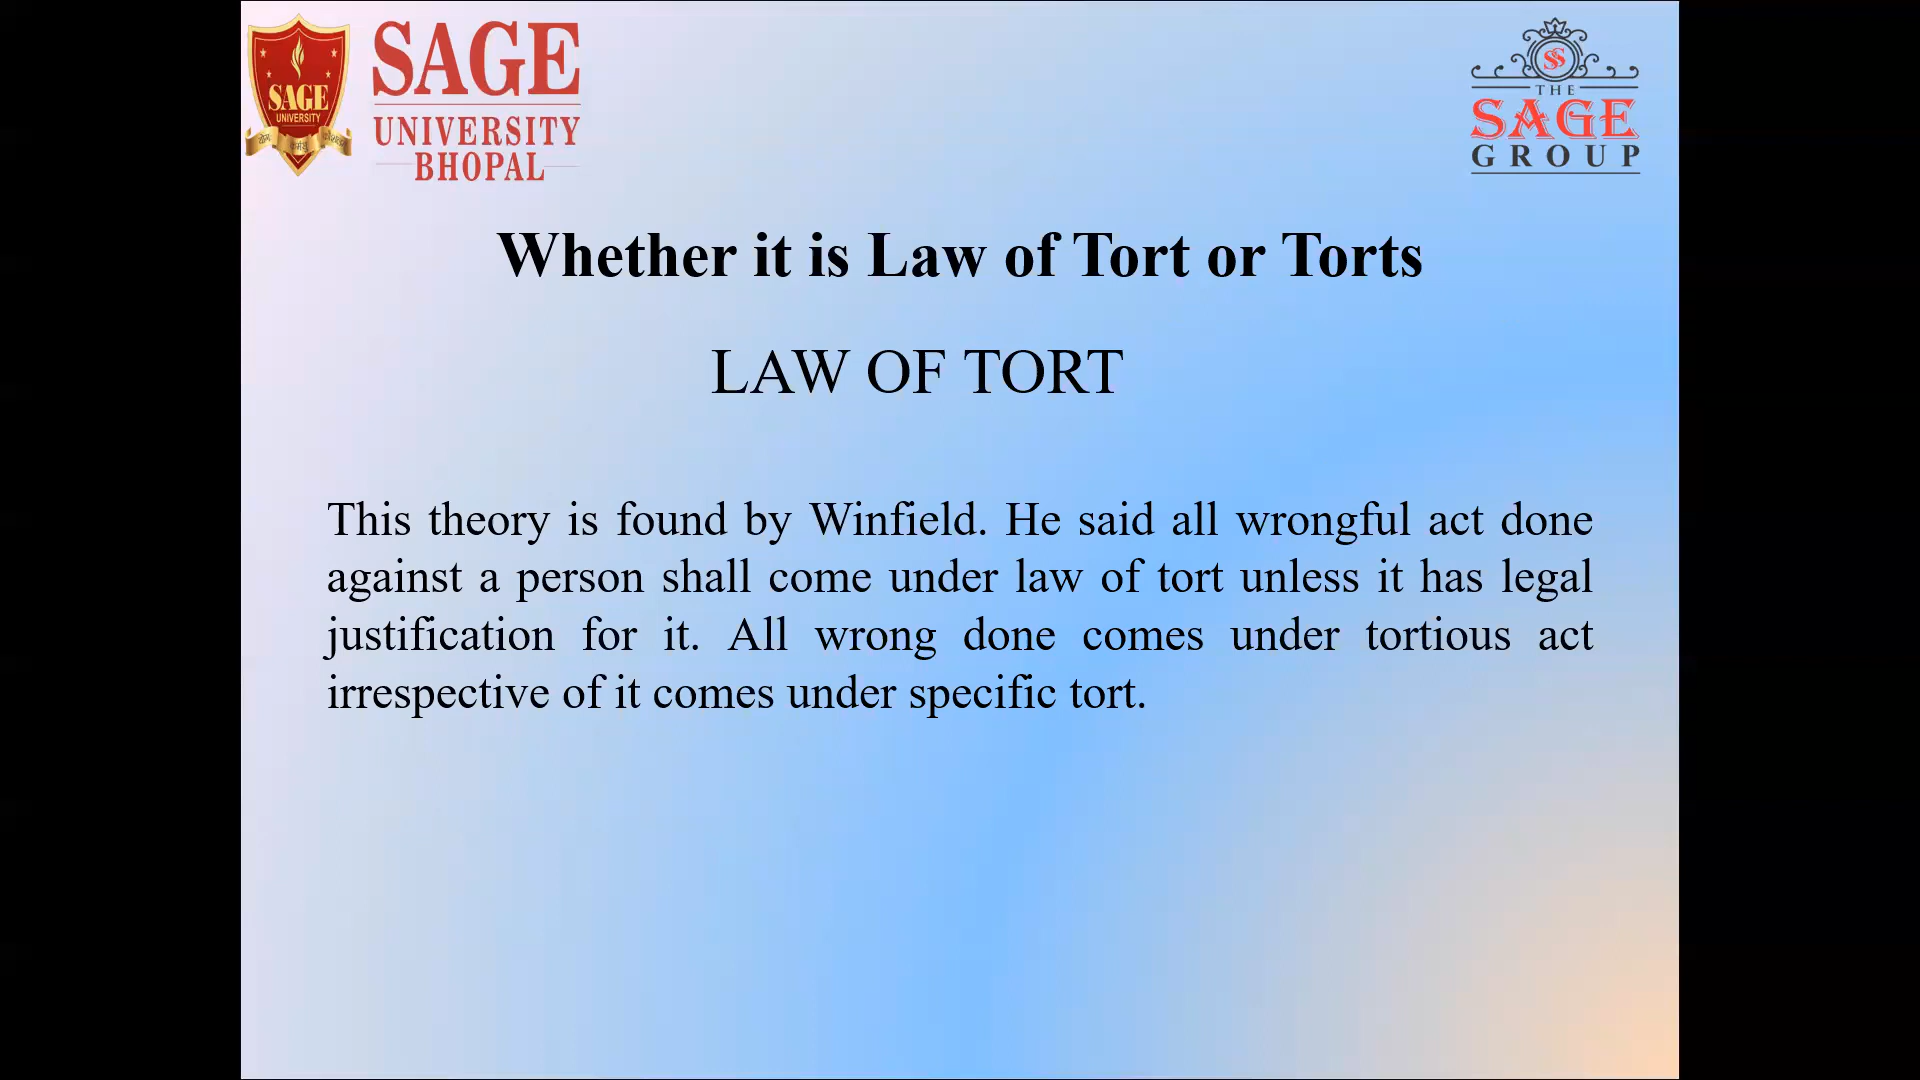 SAGE
UNIVERSITY
SAGE
UNIVERSITY
BHOPAL
SS
THE
SAGE
GROUP
Whether it is Law of Tort or Torts
LAW OF TORT
This theory is found by Winfield. He said all wrongful act done
against a person shall come under law of tort unless it has legal
justification for it. All wrong done comes under tortious act
irrespective of it comes under specific tort.